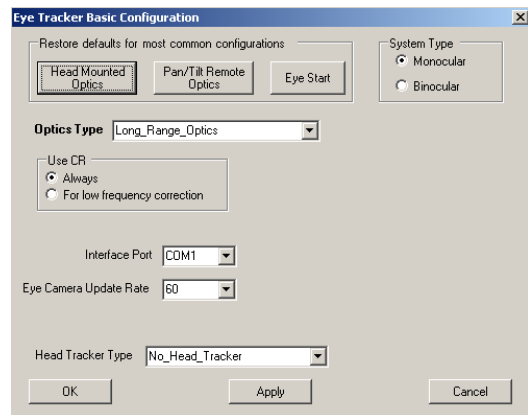 Eye Tracker Basic Configuration
Restore defaults for most common configurations
Head Mounted
Optics
Pan/Tilt Remote
Optics
Eye Start
System Type
Monocular
Binocular
Optics Type Long_Range_Optics
Use CR
Always
For low frequency correction
Interface Port COM1
Eye Camera Update Rate 60
Head Tracker Type No_Head_Tracker
OK Apply Cancel